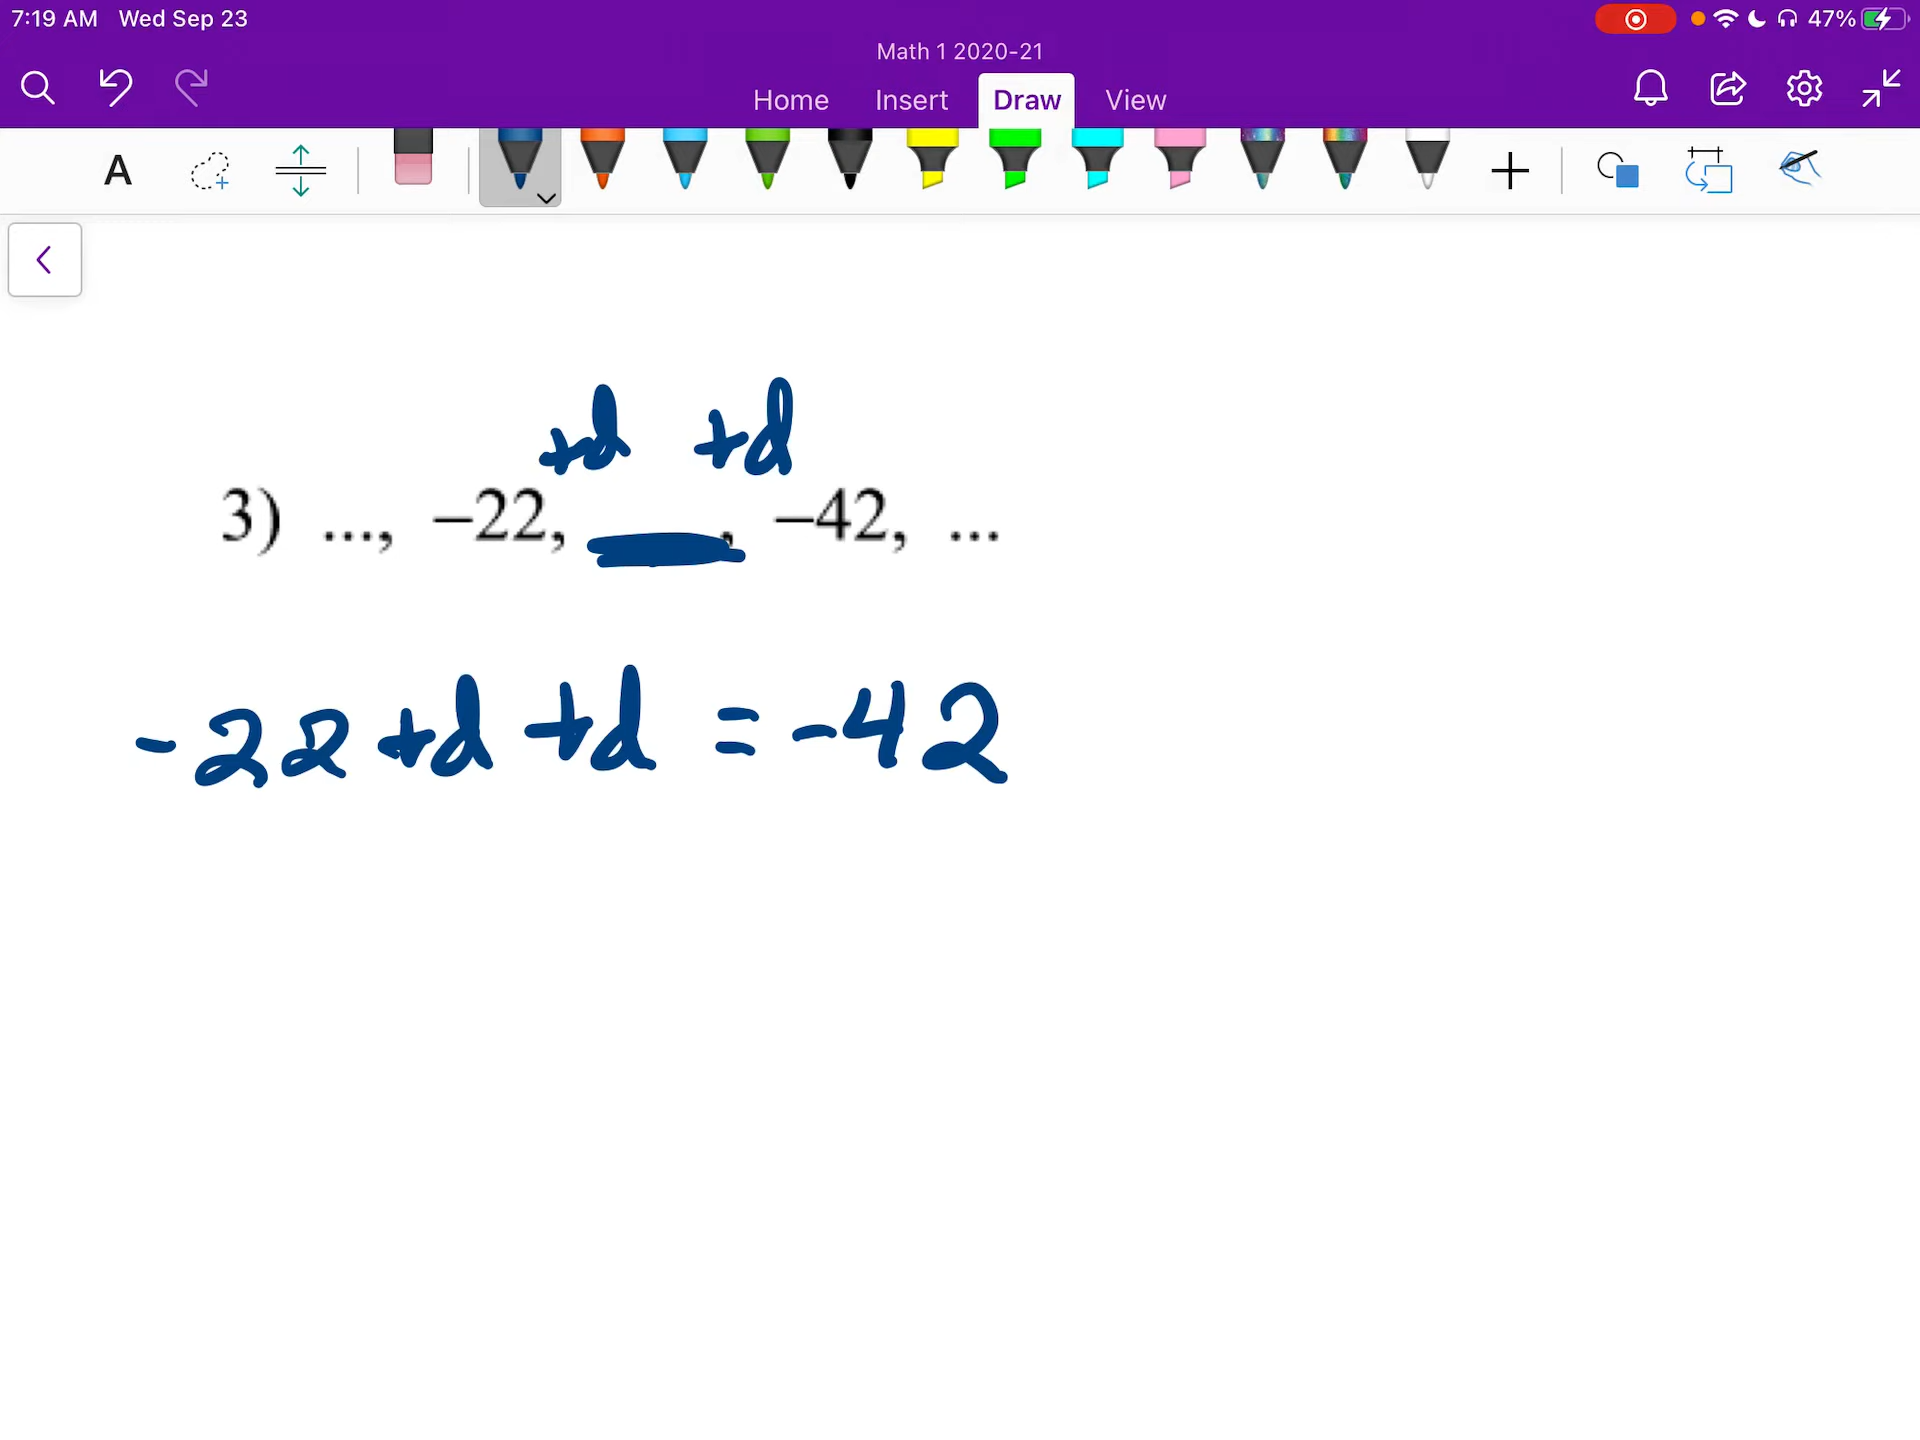 7:19 AM Wed Sep 23
47%
Math 1 2020-21
Home Insert Draw View
A
+d +d
3) ..., –22, , –42, ...
-22 +d +d = -42